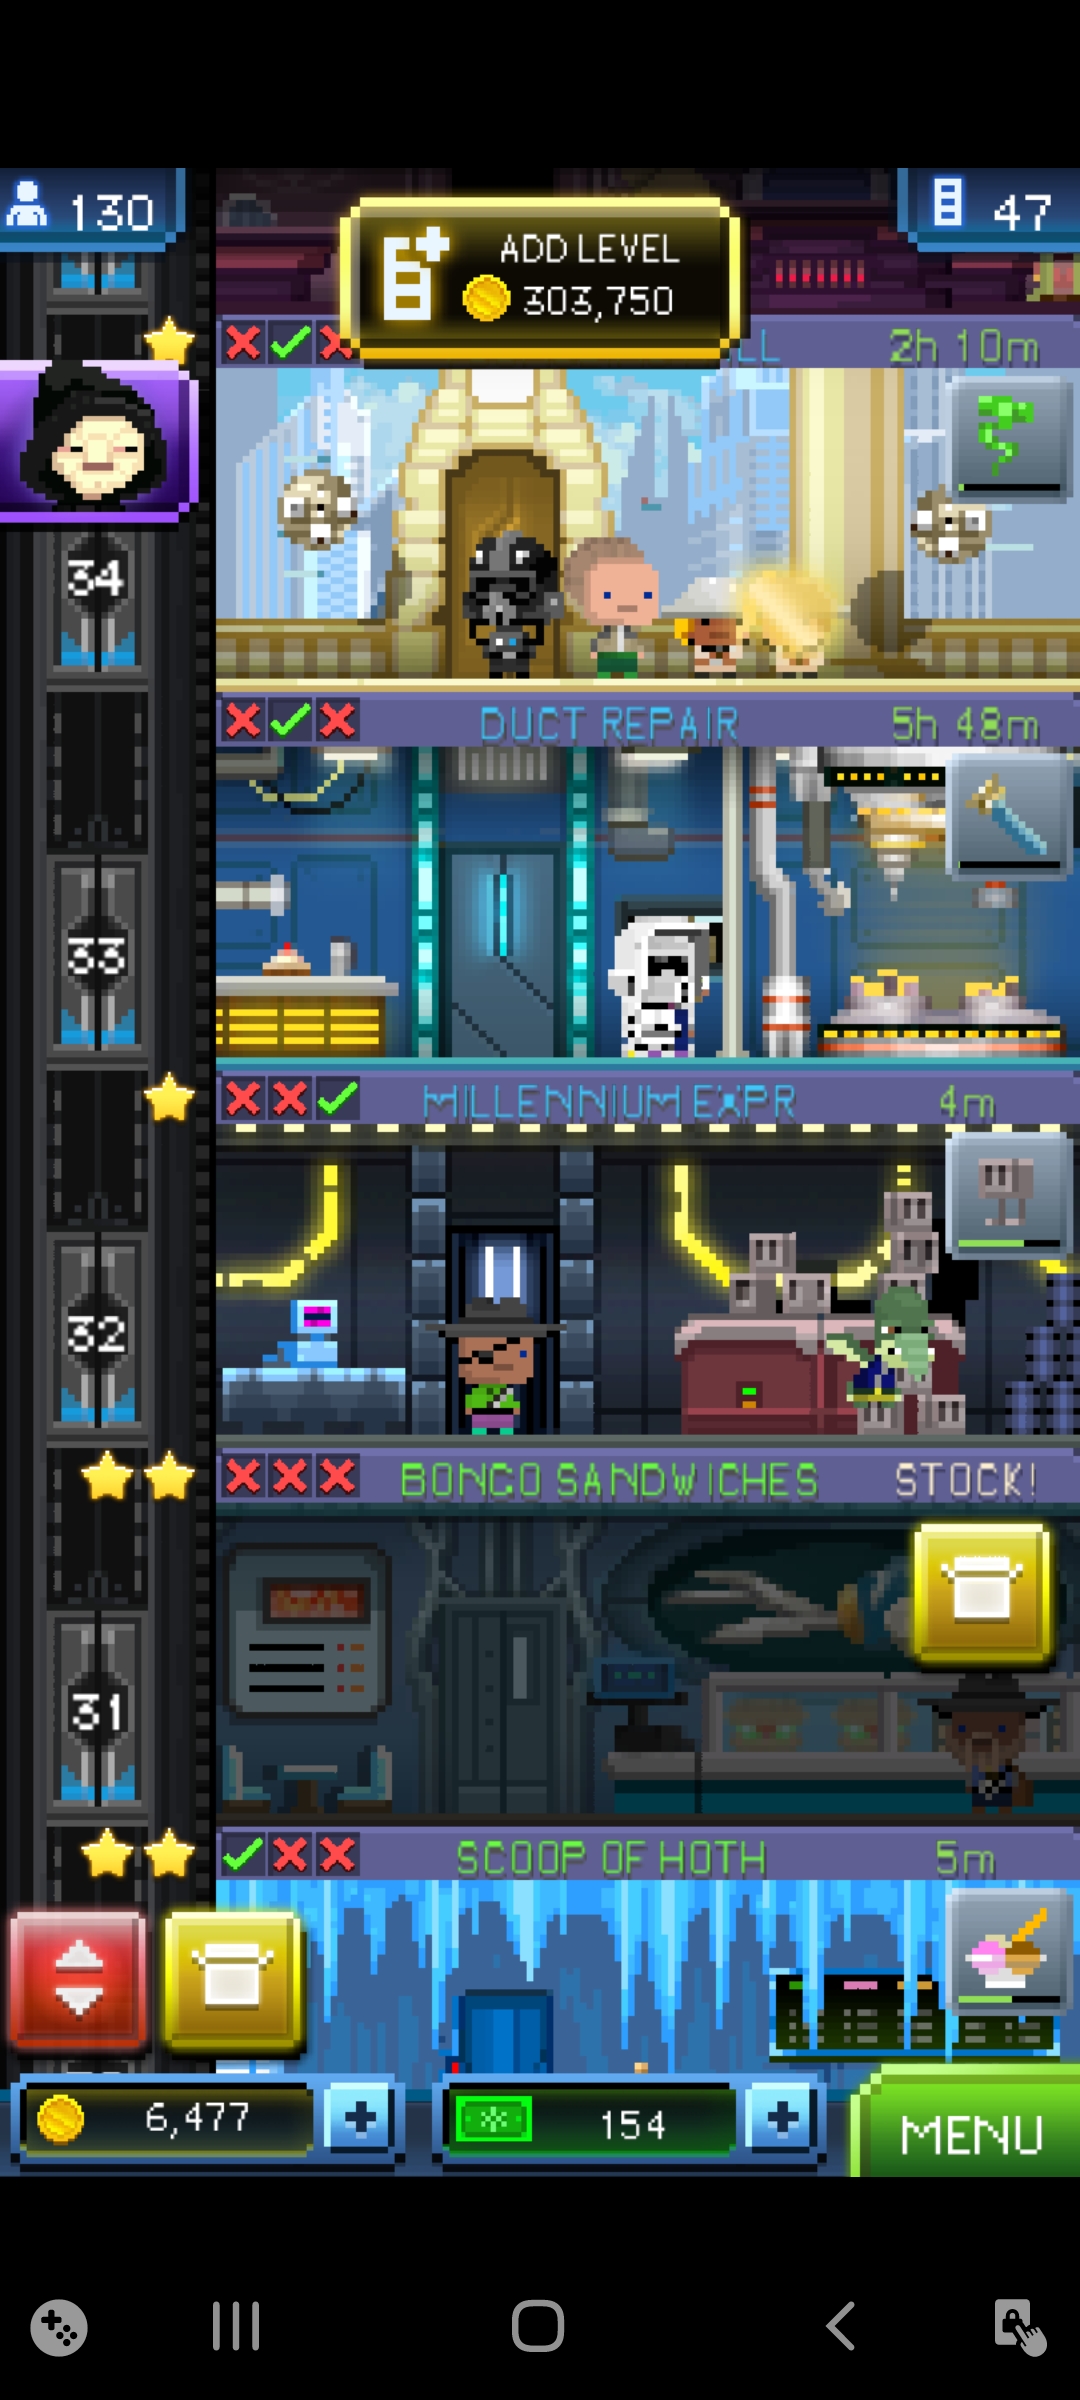 130
ADD LEVEL
303,750
47
LL
2h 10m
34
DUCT REPAIR
5h 48m
33
MILLENNIUM EXPR
4m
32
BONGO SANDWICHES
STOCK!
31
SCOOP OF HOTH
5m
6,477
154
MENU